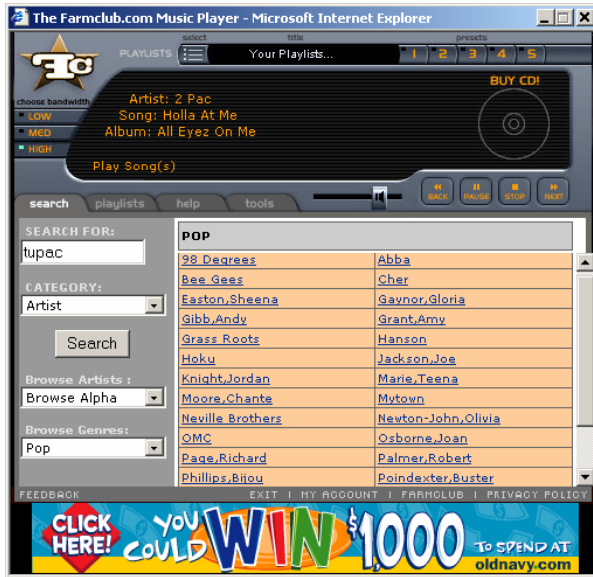 The Farmclub.com Music Player - Microsoft Internet Explorer
select title presets
PLAYLISTS Your Playlists... 1 2 3 4 5
fc
BUY CD!
choose bandwidth
LOW
MED
HIGH
Artist: 2 Pac
Song: Holla At Me
Album: All Eyez On Me
Play Song(s)
BACK PAUSE STOP NEXT
search playlists help tools
SEARCH FOR:
tupac
CATEGORY:
Artist
Search
Browse Artists :
Browse Alpha
Browse Genres:
Pop
POP
98 Degrees Abba
Bee Gees Cher
Easton,Sheena Gaynor,Gloria
Gibb,Andy Grant,Amy
Grass Roots Hanson
Hoku Jackson,Joe
Knight,Jordan Marie,Teena
Moore,Chante Mytown
Neville Brothers Newton-John,Olivia
OMC Osborne,Joan
Page,Richard Palmer,Robert
Phillips,Bijou Poindexter,Buster
FEEDBACK EXIT | MY ACCOUNT | FARMCLUB | PRIVACY POLICY
CLICK HERE! YOU COULD WIN $1,000 TO SPEND AT
oldnavy.com